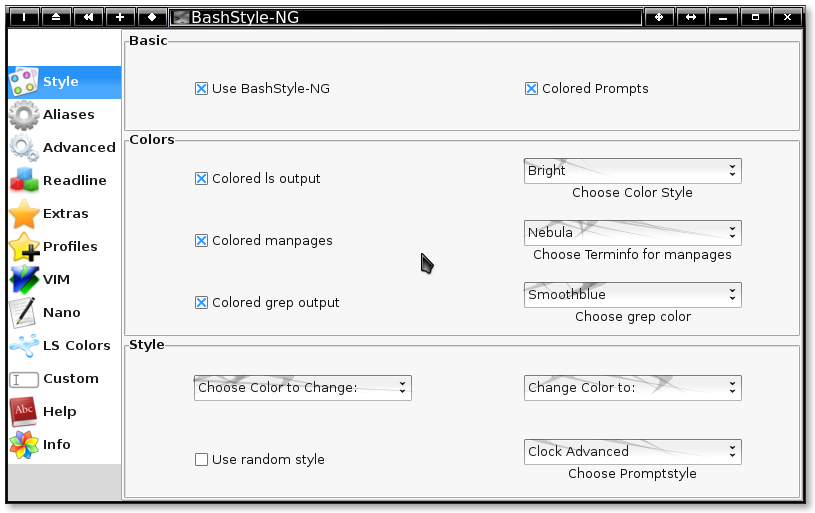 BashStyle-NG
Style
Aliases
Advanced
Readline
Extras
Profiles
VIM
Nano
LS Colors
Custom
Abc
Help
Info
Basic
Use BashStyle-NG
Colored Prompts
Colors
Colored ls output
Bright
Choose Color Style
Colored manpages
Nebula
Choose Terminfo for manpages
Colored grep output
Smoothblue
Choose grep color
Style
Choose Color to Change:
Change Color to:
Use random style
Clock Advanced
Choose Promptstyle